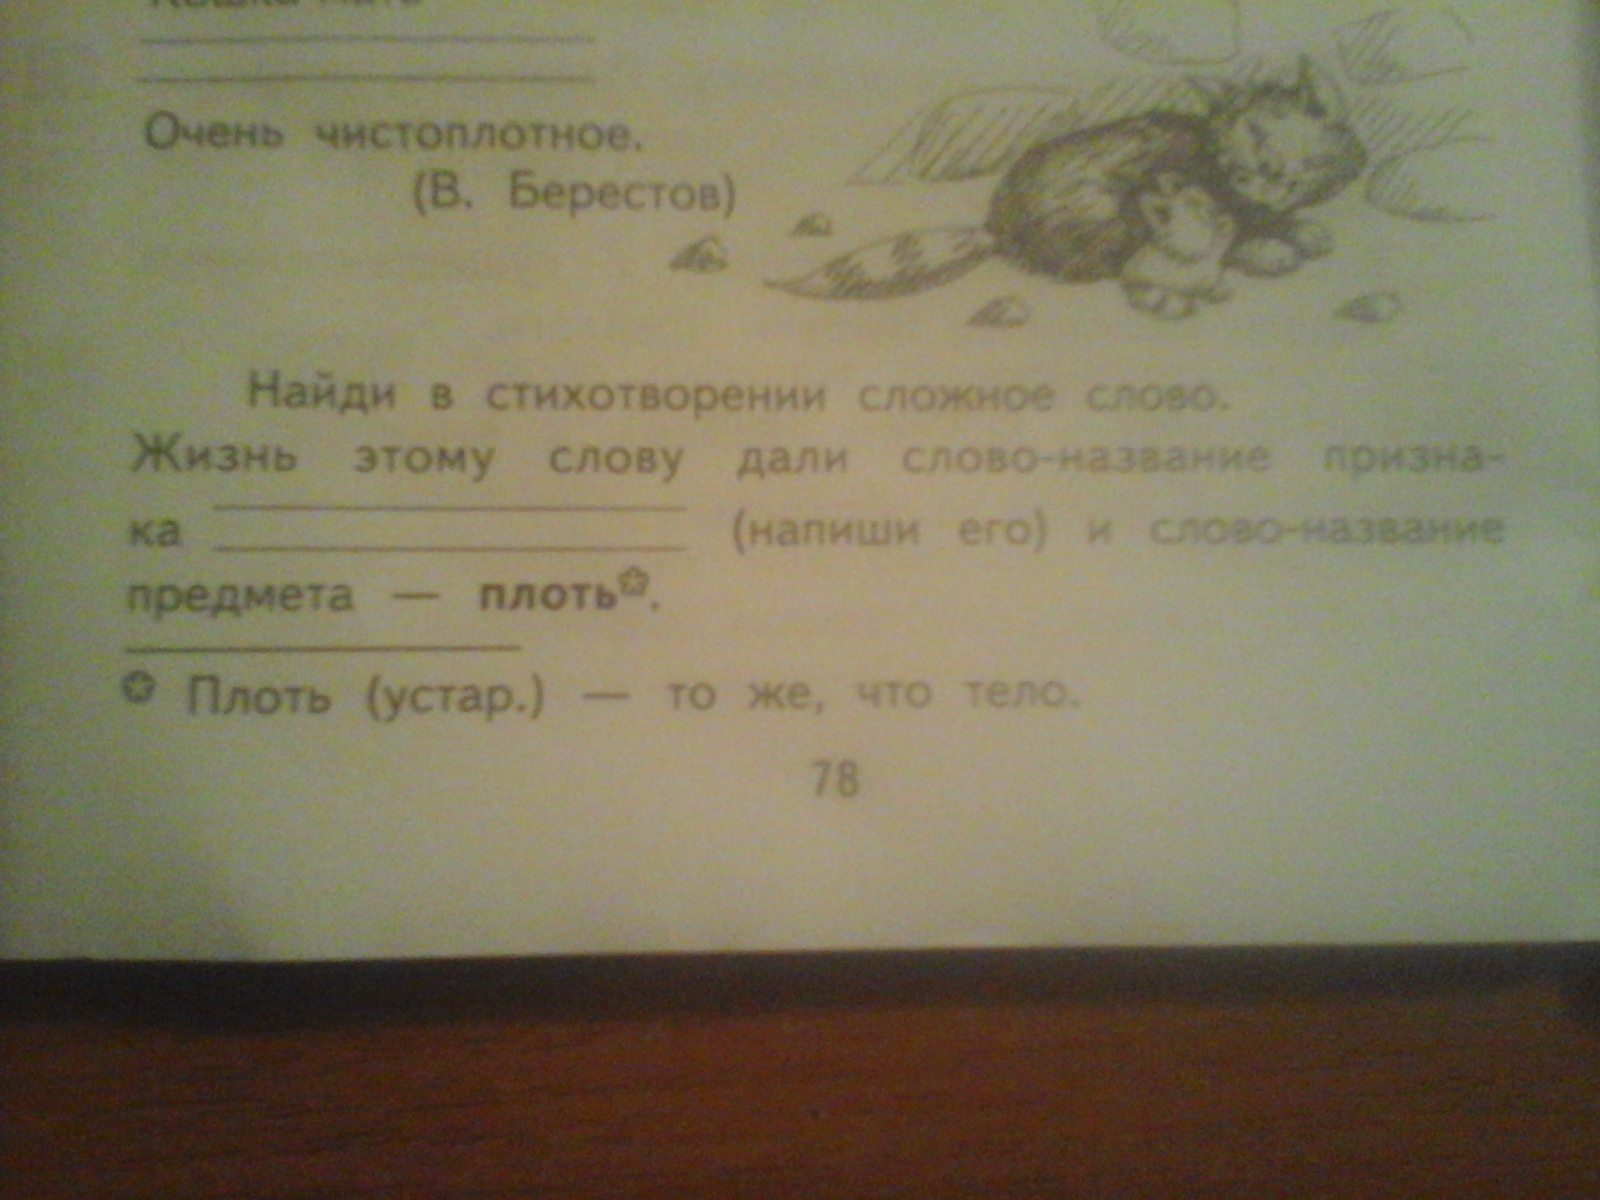 Очень чистоплотное.
(В. Берестов)
Найди в стихотворении сложное слово.
Жизнь этому слову дали слово-название призна-
ка (напиши его) и слово-название
предмета — плоть✩.
✩ Плоть (устар.) — то же, что тело.
78